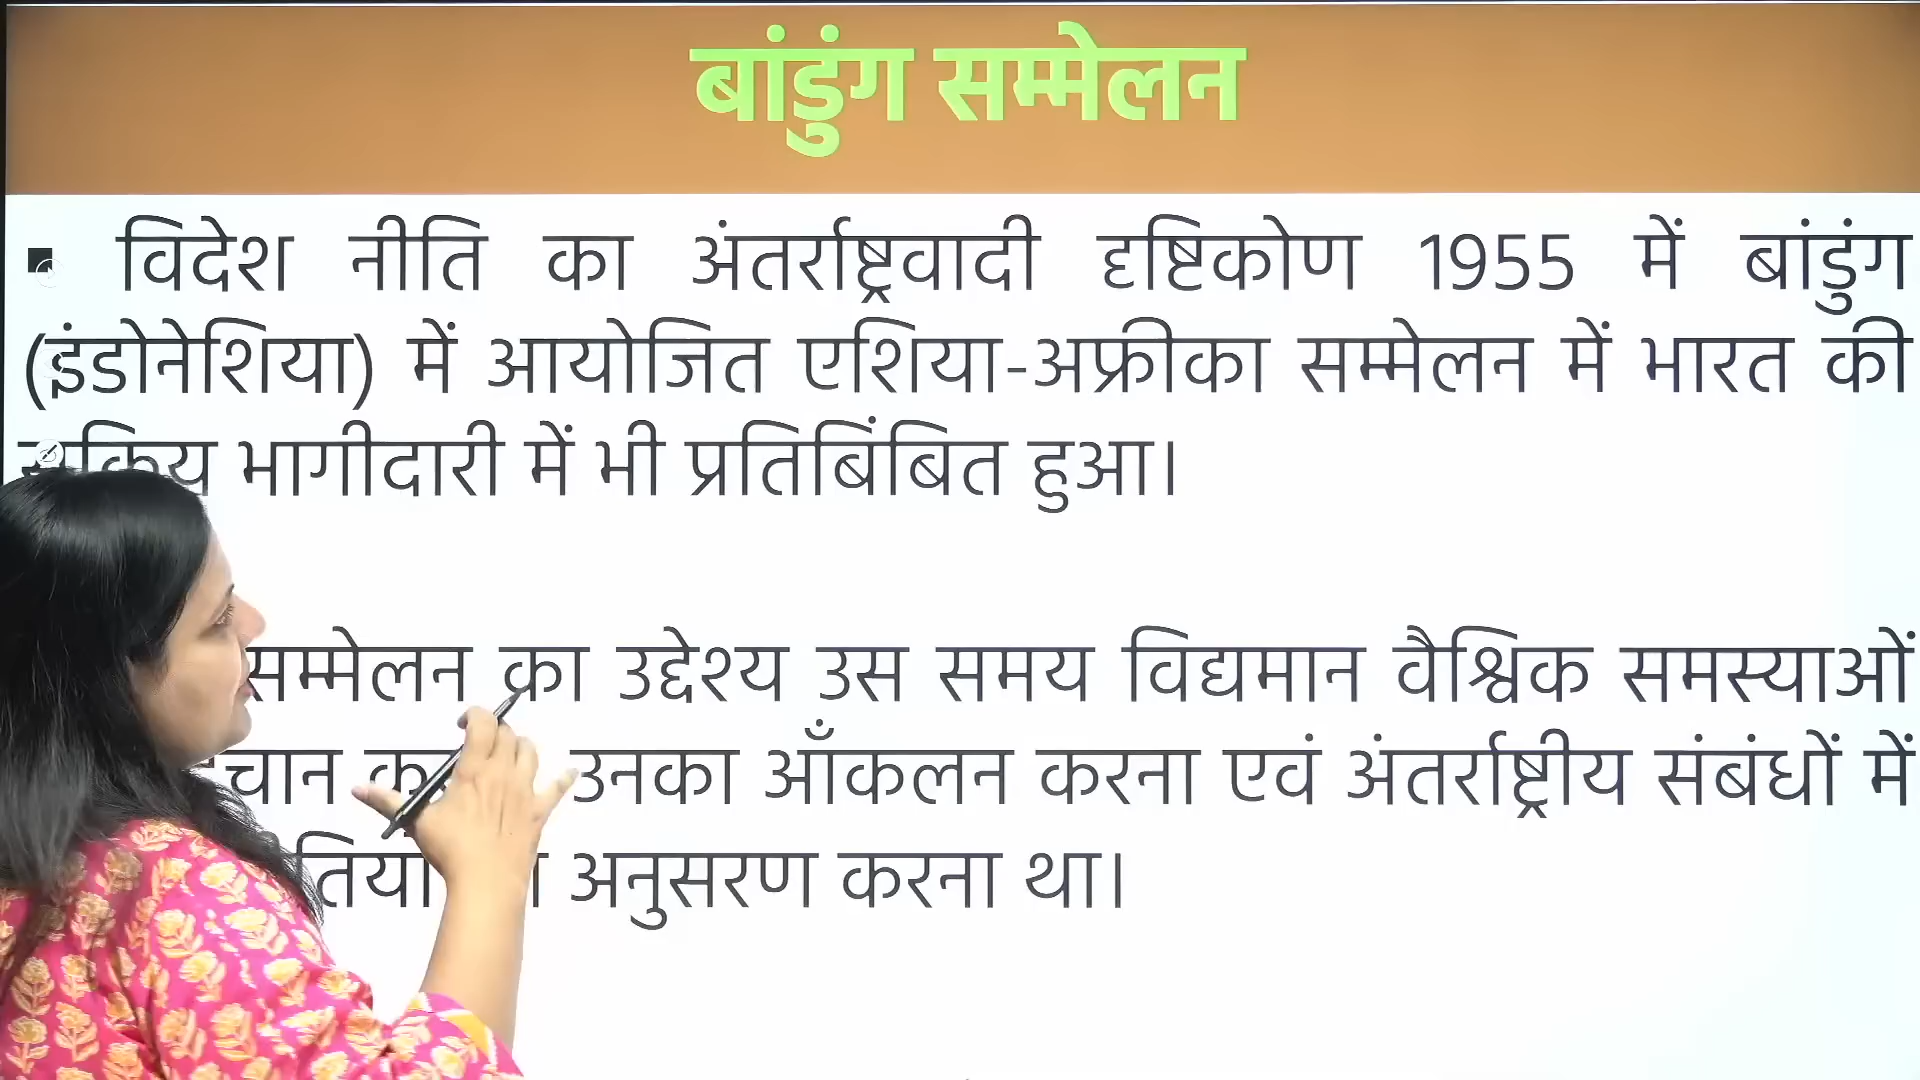 बांडुंग सम्मेलन
विदेश नीति का अंतर्राष्ट्रवादी दृष्टिकोण 1955 में बांडुंग
(इंडोनेशिया) में आयोजित एशिया-अफ्रीका सम्मेलन में भारत की
भागीदारी में भी प्रतिबिंबित हुआ।
सम्मेलन का उद्देश्य उस समय विद्यमान वैश्विक समस्याओं
उनका आँकलन करना एवं अंतर्राष्ट्रीय संबंधों में
अनुसरण करना था।